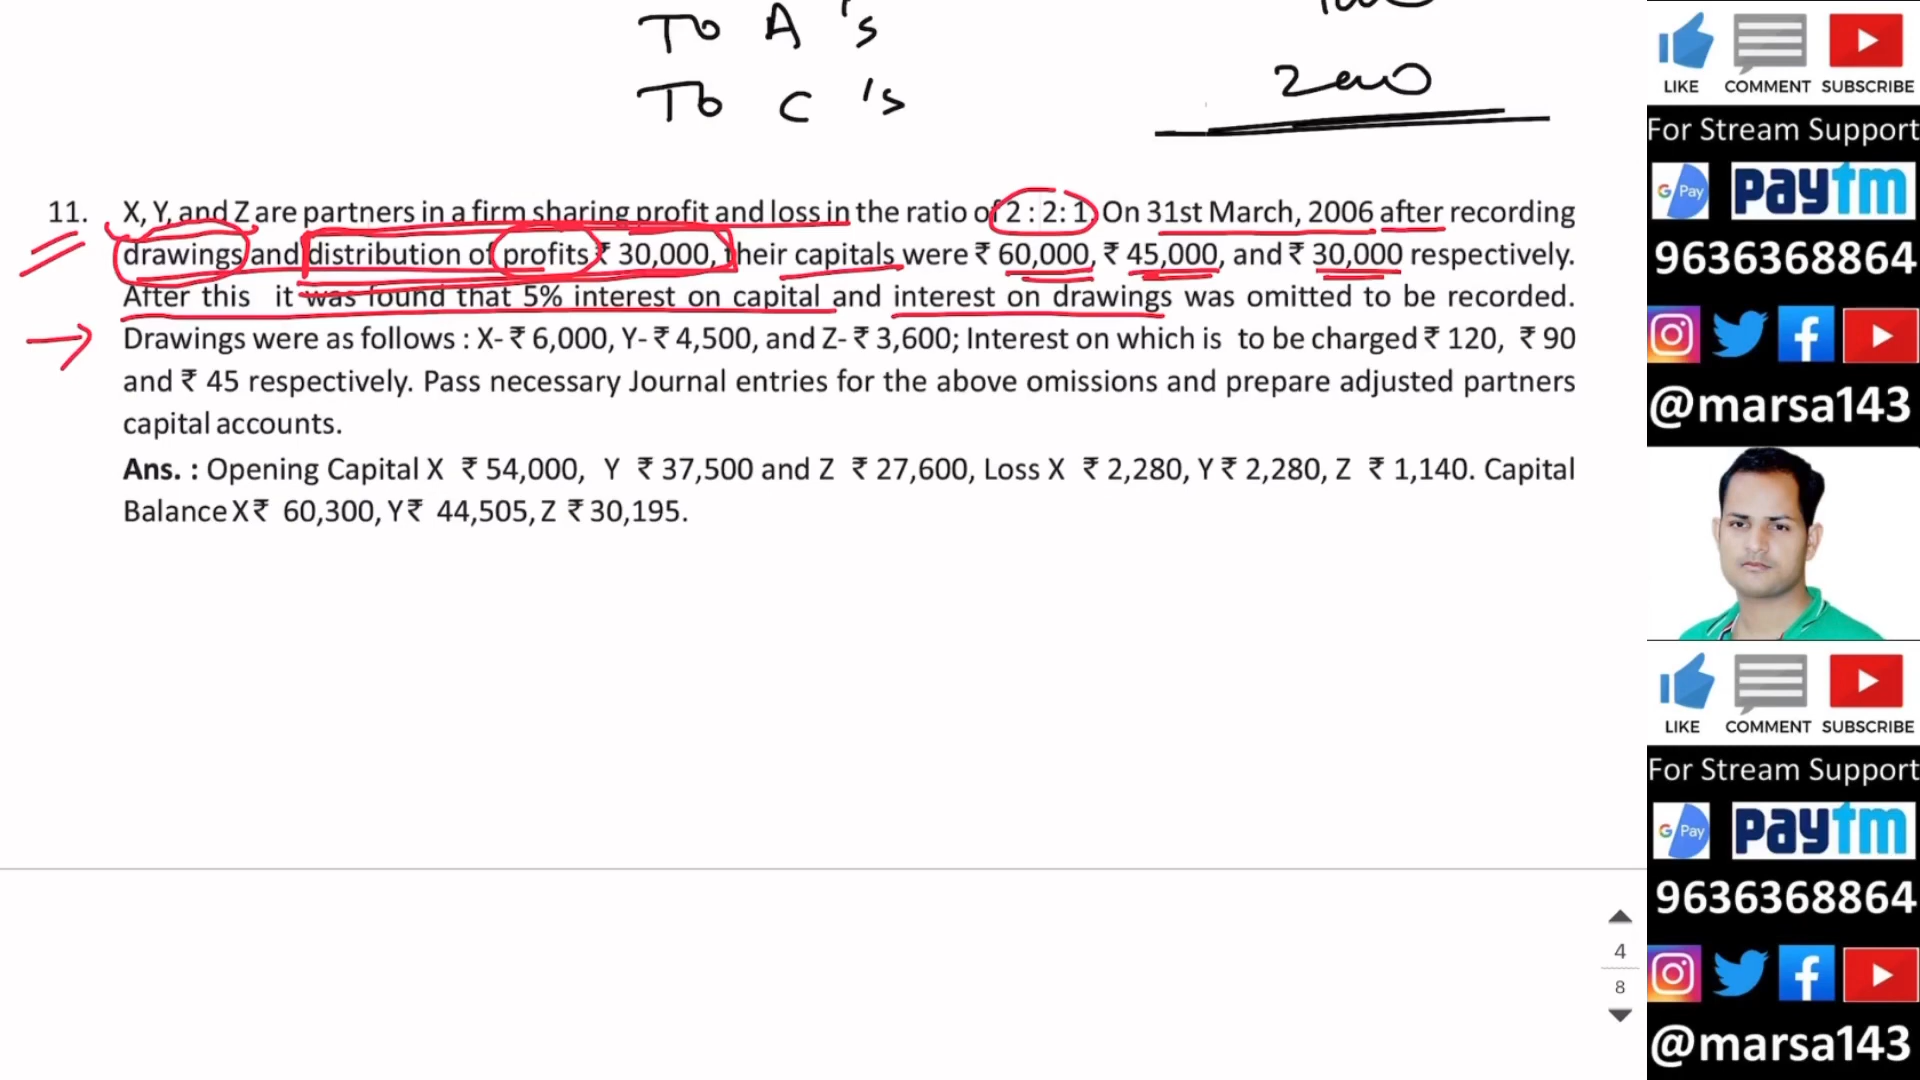 To A's
To C's
200
11. X, Y, and Z are partners in a firm sharing profit and loss in the ratio of 2 : 2: 1. On 31st March, 2006 after recording
drawings and distribution of profits ₹ 30,000, their capitals were ₹ 60,000, ₹ 45,000, and ₹ 30,000 respectively.
After this it was found that 5% interest on capital and interest on drawings was omitted to be recorded.
Drawings were as follows : X- ₹ 6,000, Y- ₹ 4,500, and Z- ₹ 3,600; Interest on which is to be charged ₹ 120, ₹ 90
and ₹ 45 respectively. Pass necessary Journal entries for the above omissions and prepare adjusted partners
capital accounts.
Ans. : Opening Capital X ₹ 54,000, Y ₹ 37,500 and Z ₹ 27,600, Loss X ₹ 2,280, Y ₹ 2,280, Z ₹ 1,140. Capital
Balance X ₹ 60,300, Y ₹ 44,505, Z ₹ 30,195.
4
8
LIKE COMMENT SUBSCRIBE
For Stream Support
G Pay paytm
9636368864
@marsa143
LIKE COMMENT SUBSCRIBE
For Stream Support
G Pay paytm
9636368864
@marsa143